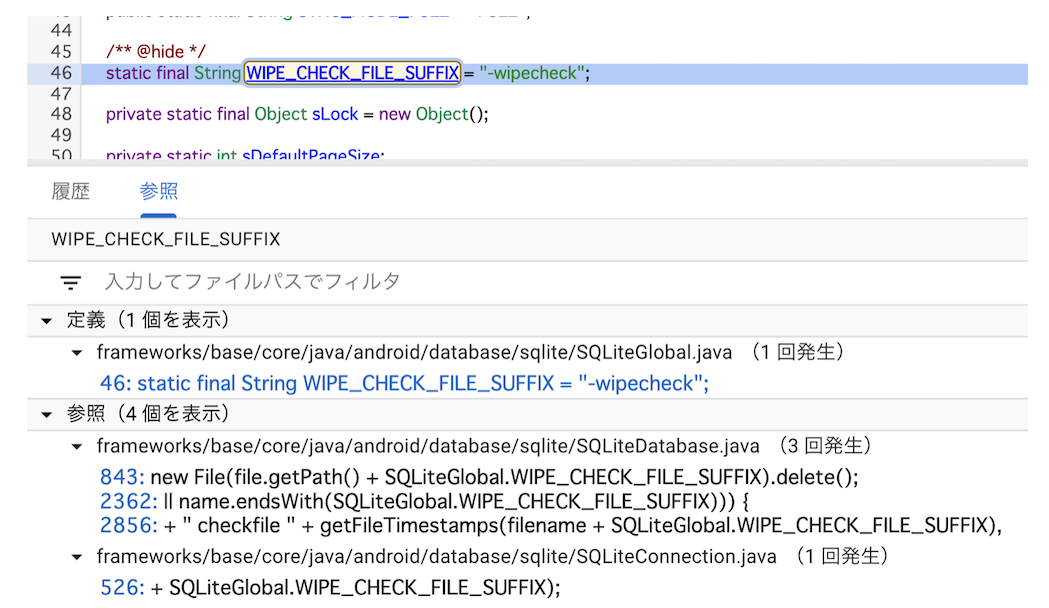 44
45 /** @hide */
46 static final String WIPE_CHECK_FILE_SUFFIX = "-wipecheck";
47
48 private static final Object sLock = new Object();
49
50 private static int sDefaultPageSize;
履歴 参照
WIPE_CHECK_FILE_SUFFIX
入力してファイルパスでフィルタ
定義（1 個を表示）
frameworks/base/core/java/android/database/sqlite/SQLiteGlobal.java （1 回発生）
46: static final String WIPE_CHECK_FILE_SUFFIX = "-wipecheck";
参照（4 個を表示）
frameworks/base/core/java/android/database/sqlite/SQLiteDatabase.java （3 回発生）
843: new File(file.getPath() + SQLiteGlobal.WIPE_CHECK_FILE_SUFFIX).delete();
2362: || name.endsWith(SQLiteGlobal.WIPE_CHECK_FILE_SUFFIX))) {
2856: + " checkfile " + getFileTimestamps(filename + SQLiteGlobal.WIPE_CHECK_FILE_SUFFIX),
frameworks/base/core/java/android/database/sqlite/SQLiteConnection.java （1 回発生）
526: + SQLiteGlobal.WIPE_CHECK_FILE_SUFFIX);